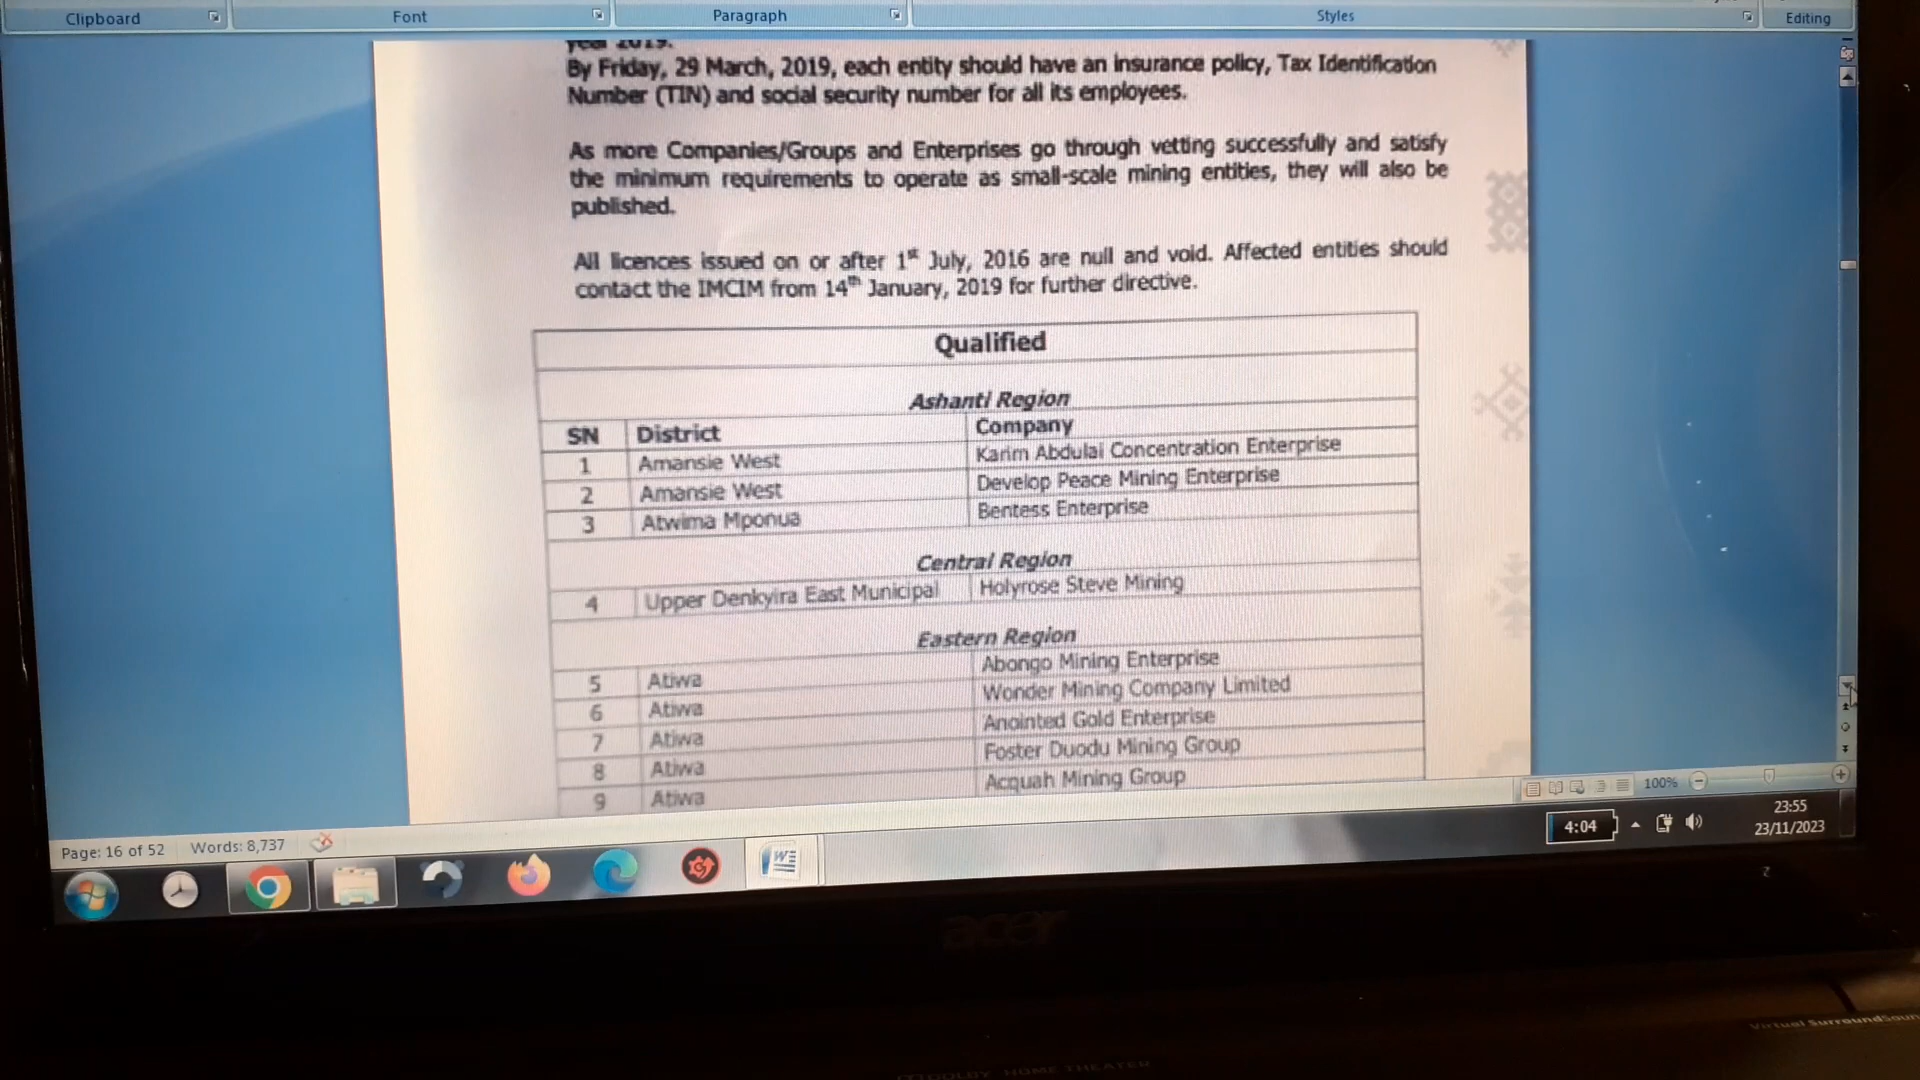 Clipboard Font Paragraph Styles Editing
year 2019.
By Friday, 29 March, 2019, each entity should have an insurance policy, Tax Identification
Number (TIN) and social security number for all its employees.
As more Companies/Groups and Enterprises go through vetting successfully and satisfy
the minimum requirements to operate as small-scale mining entities, they will also be
published.
All licences issued on or after 1st July, 2016 are null and void. Affected entities should
contact the IMCIM from 14th January, 2019 for further directive.
Qualified
Ashanti Region
SN District Company
1 Amansie West Karim Abdulai Concentration Enterprise
2 Amansie West Develop Peace Mining Enterprise
3 Atwima Mponua Bentess Enterprise
Central Region
4 Upper Denkyira East Municipal Holyrose Steve Mining
Eastern Region
5 Atiwa Abongo Mining Enterprise
6 Atiwa Wonder Mining Company Limited
7 Atiwa Anointed Gold Enterprise
8 Atiwa Foster Duodu Mining Group
9 Atiwa Acquah Mining Group
100%
Page: 16 of 52 Words: 8,737
4:04
23:55
23/11/2023
acer
Virtual SurroundSoun
DOLBY HOME THEATER